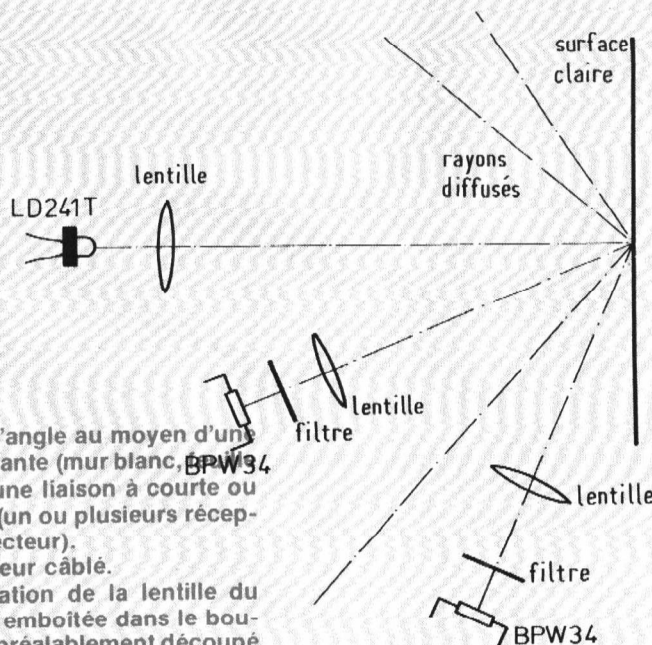 surface
claire
rayons
diffusés
lentille
LD241T
lentille
filtre
BPW34
lentille
filtre
BPW34
'angle au moyen d'une
ante (mur blanc,
une liaison à courte ou
(un ou plusieurs récep-
ecteur).
eur câblé.
ation de la lentille du
emboîtée dans le bou-
préalablement découpé